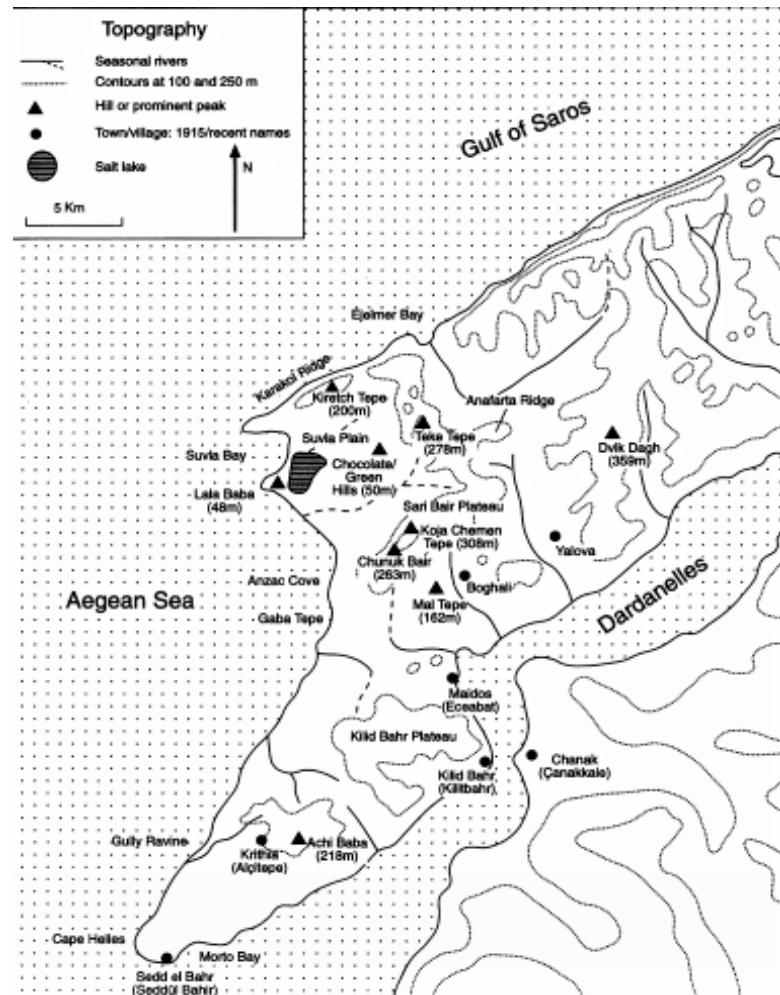 Topography
Seasonal rivers
Contours at 100 and 250 m
Hill or prominent peak
Town/village: 1915/recent names
Salt lake
N
5 Km
Gulf of Saros
Ejelmer Bay
Karakol Ridge
Kiretch Tepe
(200m)
Anafarta Ridge
Suvla Plain
Teke Tepe
(278m)
Dvik Dagh
(359m)
Suvla Bay
Chocolate/
Green
Hills (50m)
Lala Baba
(48m)
Sari Bair Plateau
Koja Chemen
Tepe (308m)
Chunuk Bair
(263m)
Yalova
Anzac Cove
Boghali
Mal Tepe
(162m)
Aegean Sea
Gaba Tepe
Dardanelles
Maidos
(Eceabat)
Kilid Bahr Plateau
Kilid Bahr
(Kilitbahr)
Chanak
(Çanakkale)
Gully Ravine
Krithia
(Alçitepe)
Achi Baba
(218m)
Cape Helles
Morto Bay
Sedd el Bahr
(Seddül Bahir)